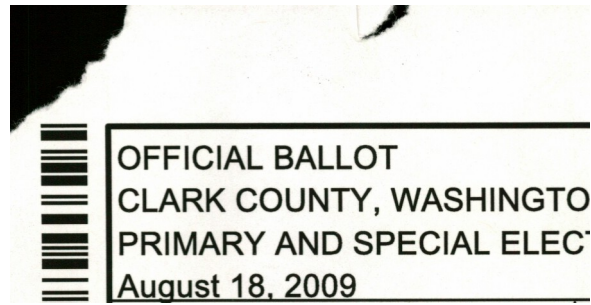 OFFICIAL BALLOT
CLARK COUNTY, WASHINGTO
PRIMARY AND SPECIAL ELECT
August 18, 2009